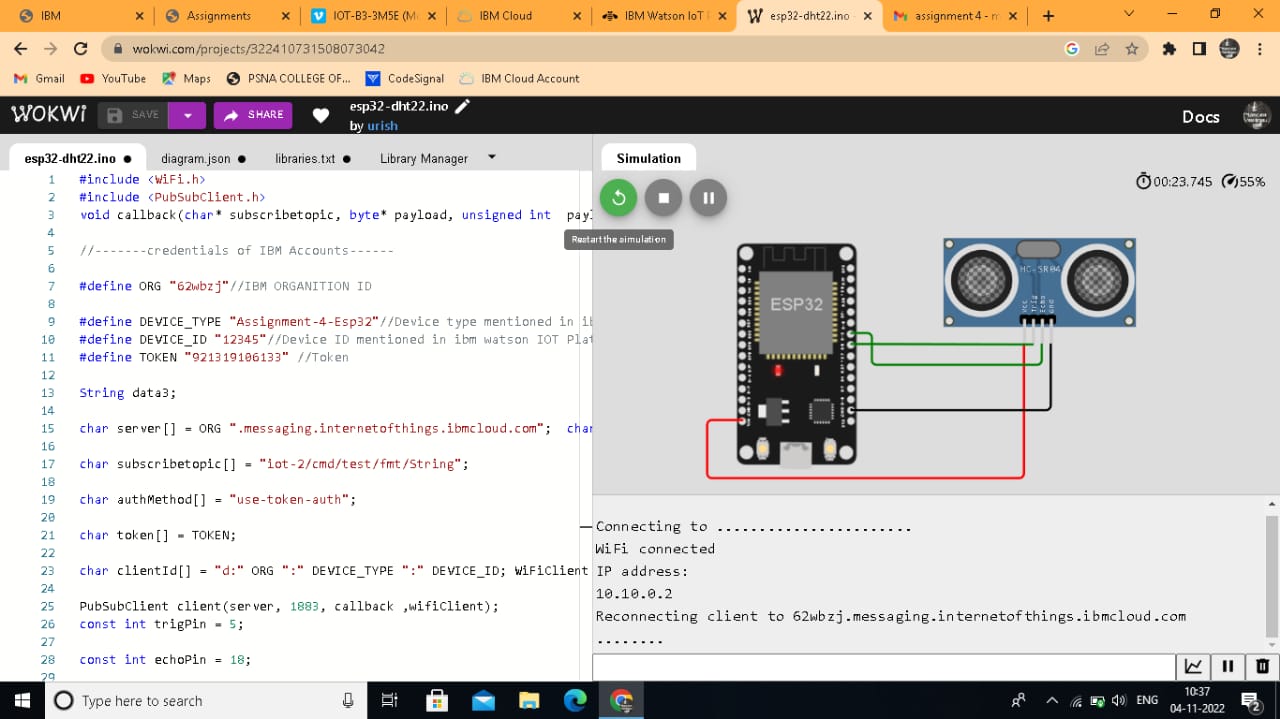 IBM
Assignments
IOT-B3-3M5E (M
IBM Cloud
IBM Watson IoT P
esp32-dht22.ino
assignment 4 - m
wokwi.com/projects/322410731508073042
Gmail
YouTube
Maps
PSNA COLLEGE OF...
CodeSignal
IBM Cloud Account
WOKWI
SAVE
SHARE
esp32-dht22.ino
by urish
Docs
esp32-dht22.ino
diagram.json
libraries.txt
Library Manager
1 #include <WiFi.h>
2 #include <PubSubClient.h>
3 void callback(char* subscribetopic, byte* payload, unsigned int payl
4
5 //-------credentials of IBM Accounts------
6
7 #define ORG "62wbzj"//IBM ORGANITION ID
8
9 #define DEVICE_TYPE "Assignment-4-Esp32"//Device type mentioned in ib
10 #define DEVICE_ID "12345"//Device ID mentioned in ibm watson IOT Plat
11 #define TOKEN "921319106133" //Token
12
13 String data3;
14
15 char server[] = ORG ".messaging.internetofthings.ibmcloud.com"; char
16
17 char subscribetopic[] = "iot-2/cmd/test/fmt/String";
18
19 char authMethod[] = "use-token-auth";
20
21 char token[] = TOKEN;
22
23 char clientId[] = "d:" ORG ":" DEVICE_TYPE ":" DEVICE_ID; WiFiClient
24
25 PubSubClient client(server, 1883, callback ,wifiClient);
26 const int trigPin = 5;
27
28 const int echoPin = 18;
29
Simulation
00:23.745
55%
Restart the simulation
ESP32
HC-SR04
Vcc
Trig
Echo
Gnd
Connecting to .......................
WiFi connected
IP address:
10.10.0.2
Reconnecting client to 62wbzj.messaging.internetofthings.ibmcloud.com
........
Type here to search
ENG
10:37
04-11-2022
2